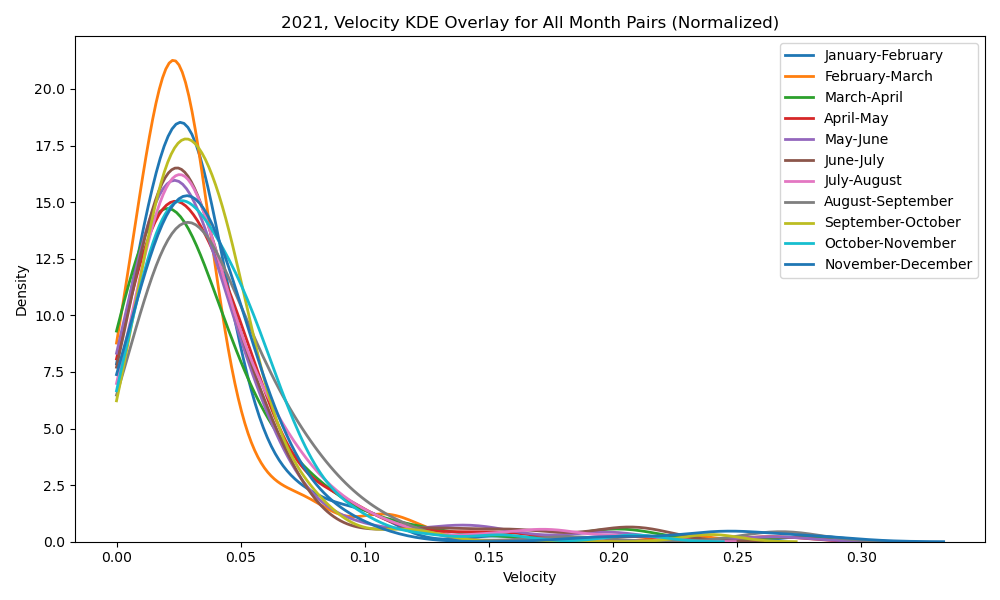 2021, Velocity KDE Overlay for All Month Pairs (Normalized)
January-February
February-March
March-April
April-May
May-June
June-July
July-August
August-September
September-October
October-November
November-December
Density
20.0
17.5
15.0
12.5
10.0
7.5
5.0
2.5
0.0
0.00 0.05 0.10 0.15 0.20 0.25 0.30
Velocity